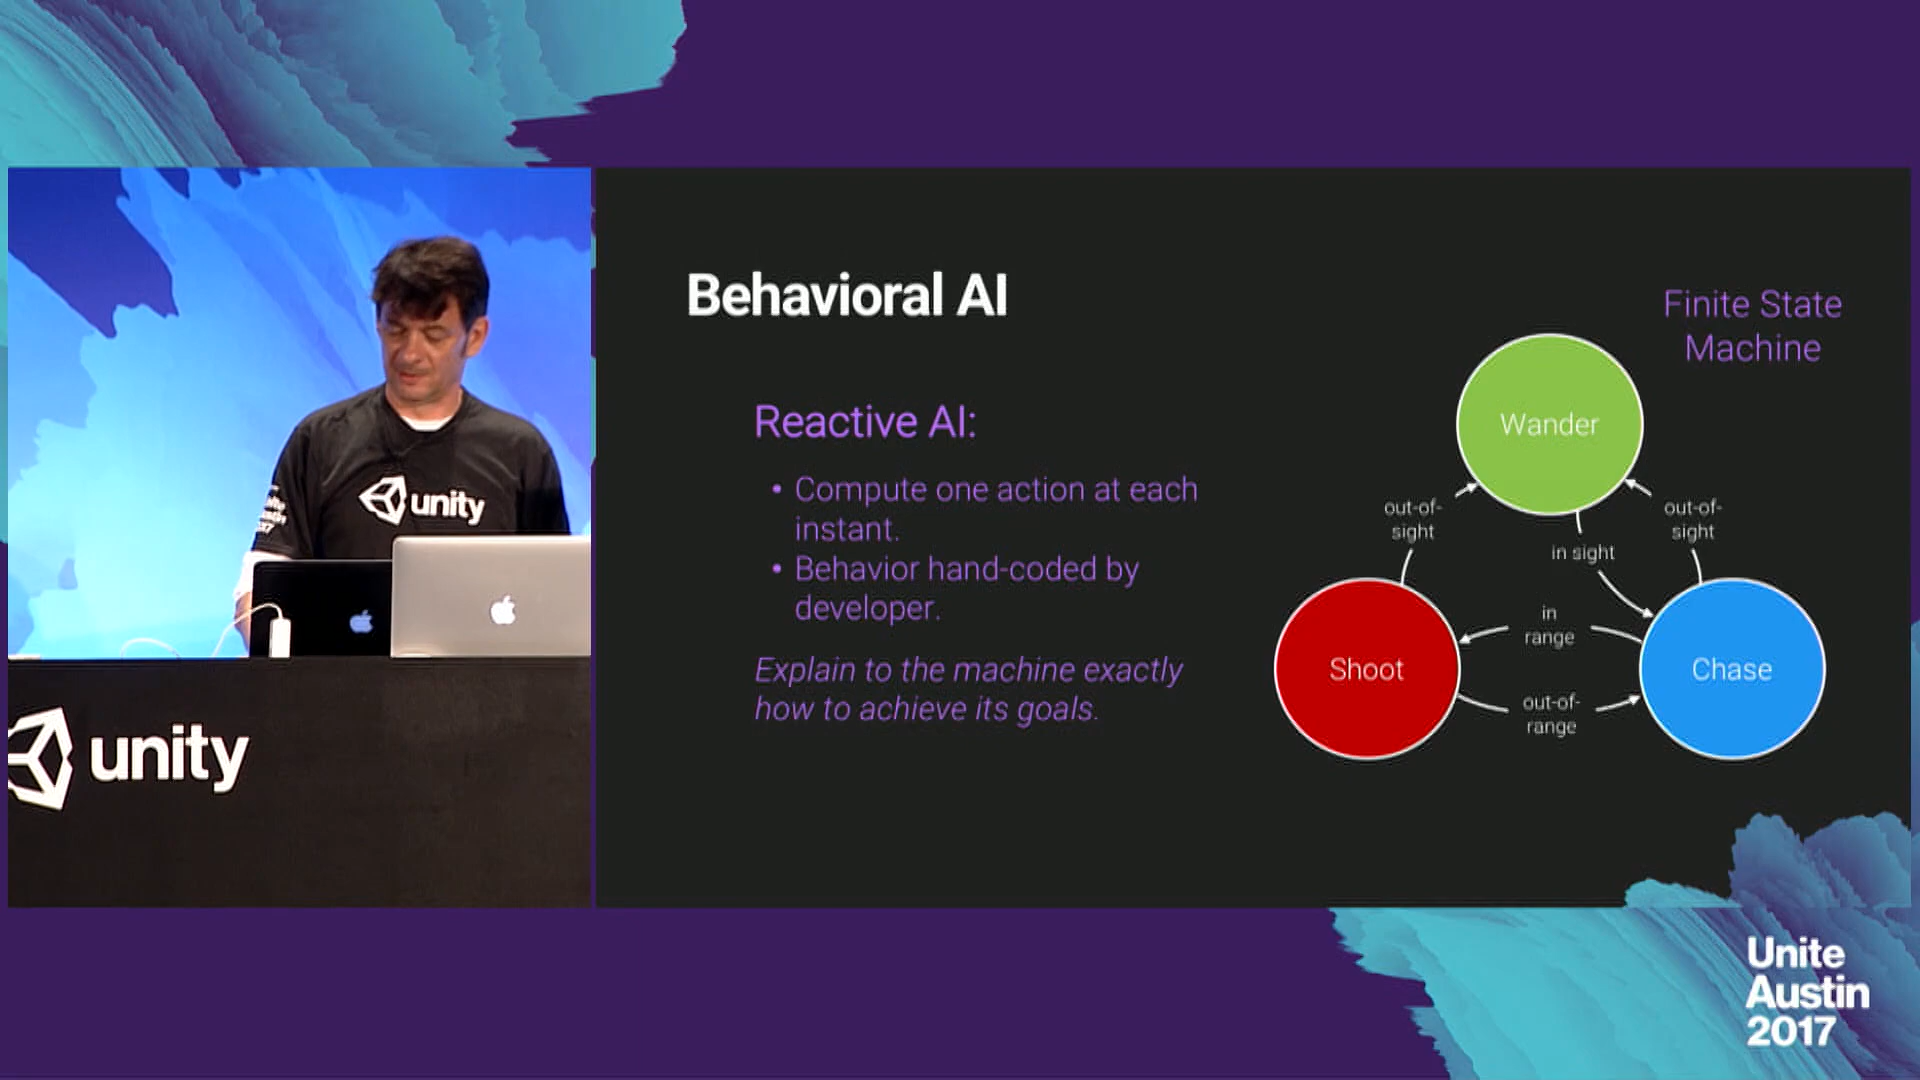 Behavioral AI
Reactive AI:
• Compute one action at each
instant.
• Behavior hand-coded by
developer.
Explain to the machine exactly
how to achieve its goals.
Finite State
Machine
Wander
out-of-
sight
in sight
out-of-
sight
in
range
Shoot
Chase
out-of-
range
unity
unity
Unite
Austin
2017